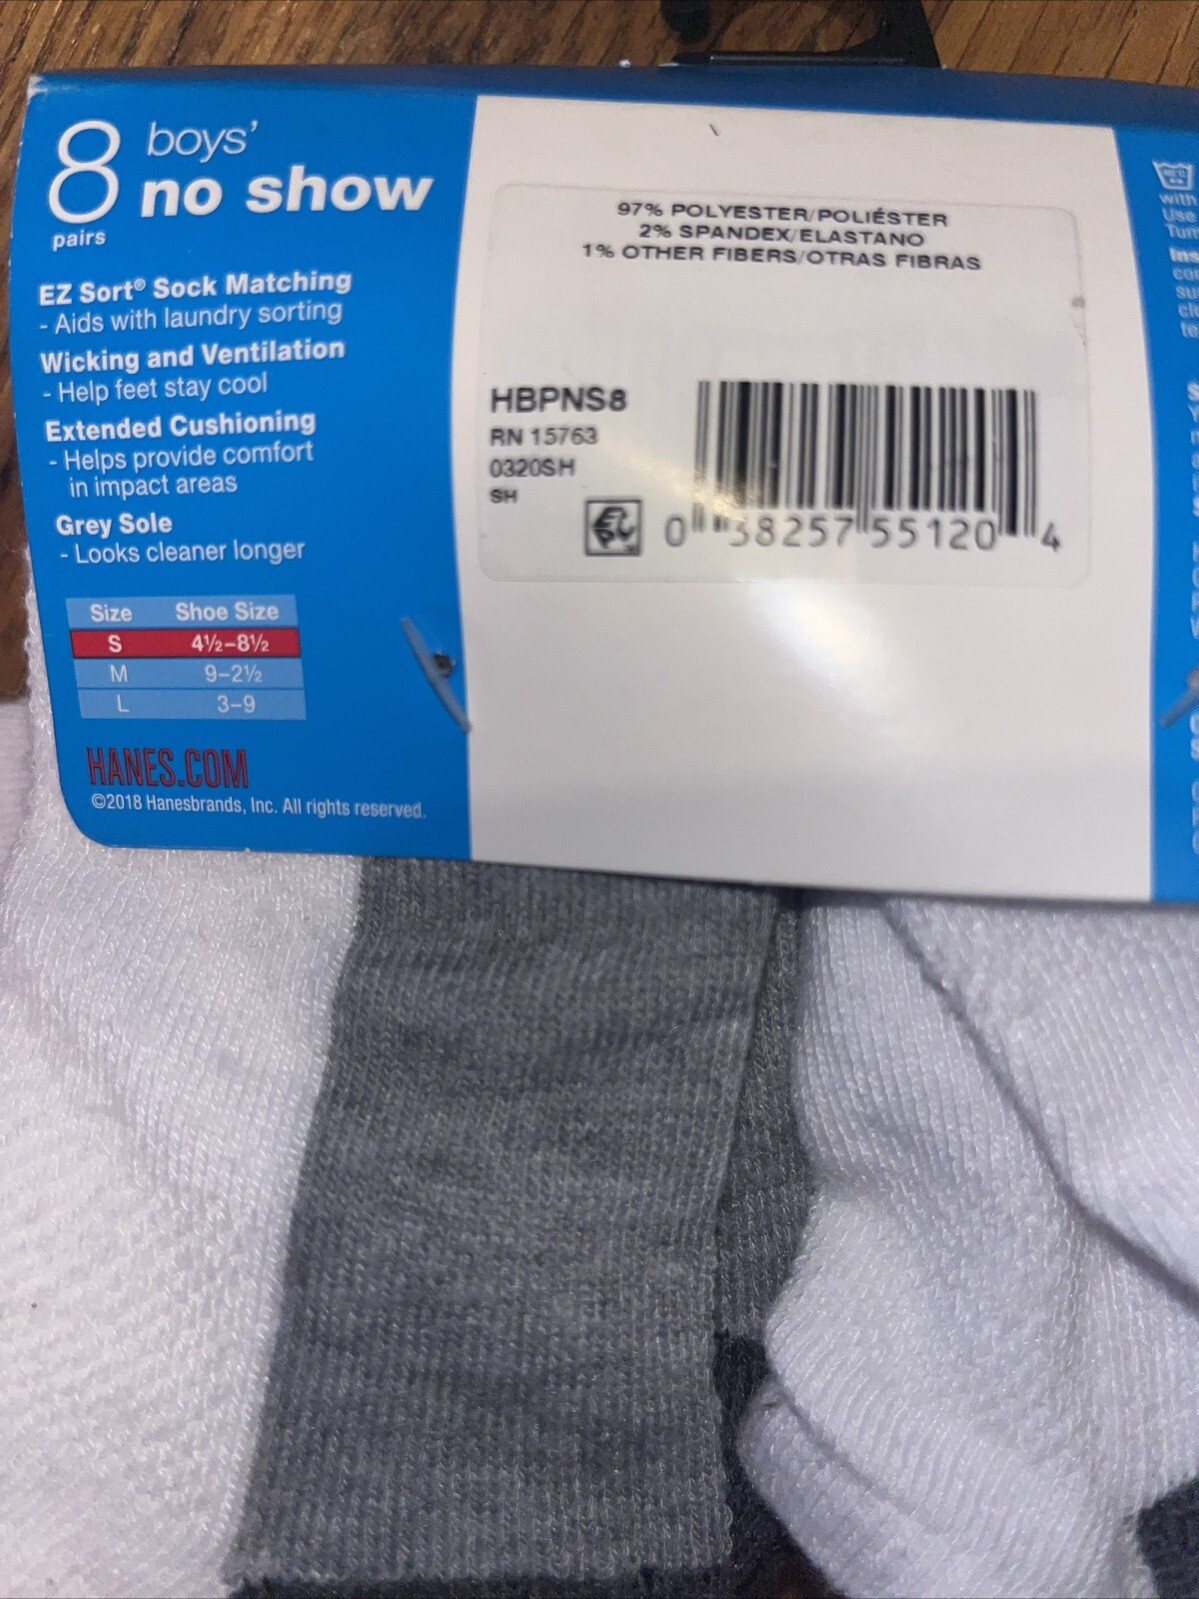 8 boys'
no show
pairs
EZ Sort® Sock Matching
- Aids with laundry sorting
Wicking and Ventilation
- Help feet stay cool
Extended Cushioning
- Helps provide comfort
in impact areas
Grey Sole
- Looks cleaner longer
Size Shoe Size
S 4½–8½
M 9–2½
L 3–9
HANES.COM
©2018 Hanesbrands, Inc. All rights reserved.
97% POLYESTER/POLIÉSTER
2% SPANDEX/ELASTANO
1% OTHER FIBERS/OTRAS FIBRAS
HBPNS8
RN 15763
0320SH
SH
0 38257 55120 4
with
Use